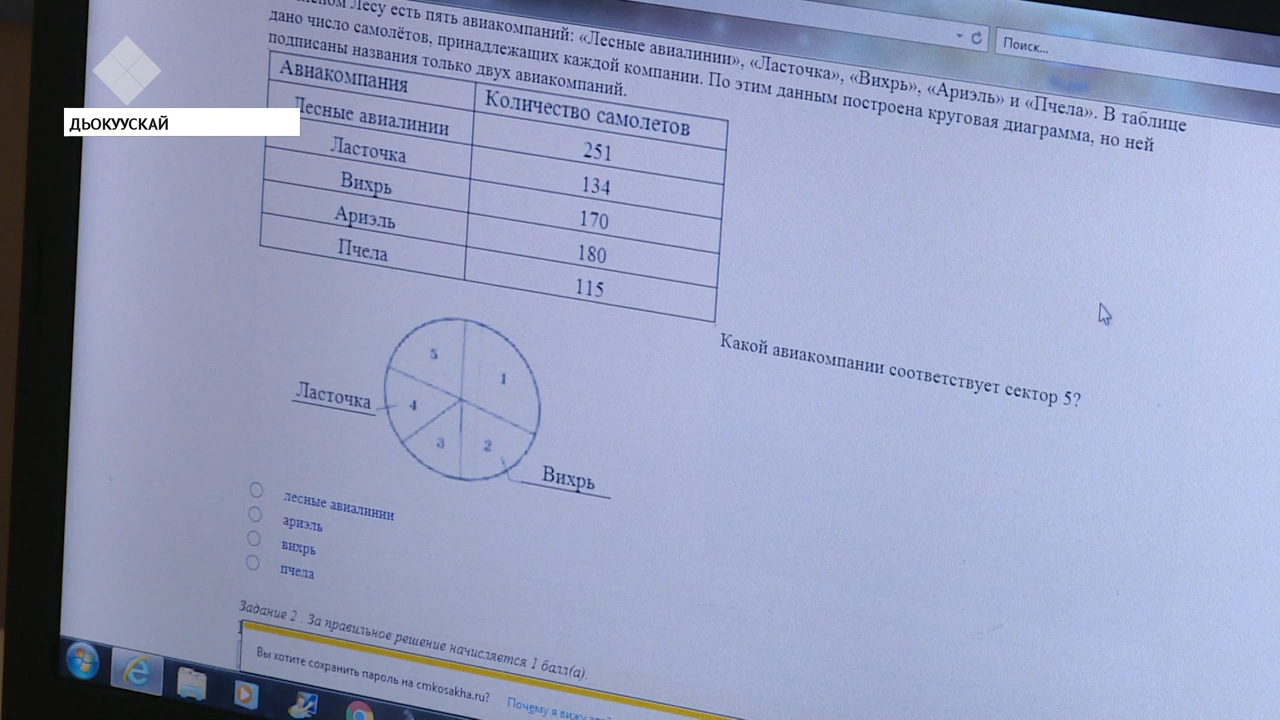 Лесу есть пять авиакомпаний: «Лесные авиалинии», «Ласточка», «Вихрь», «Ариэль» и «Пчела». В таблице
дано число самолётов, принадлежащих каждой компании. По этим данным построена круговая диаграмма, но ней
подписаны названия только двух авиакомпаний.
Поиск...
ДЬОКУУСКАЙ
Авиакомпания Количество самолетов
Лесные авиалинии 251
Ласточка 134
Вихрь 170
Ариэль 180
Пчела 115
Какой авиакомпании соответствует сектор 5?
5
1
Ласточка
4
3
2
Вихрь
лесные авиалинии
ариэль
вихрь
пчела
Задание 2 . За правильное решение начисляется 1 балл(а).
Вы хотите сохранить пароль на cmkosakha.ru? Почему я вижу